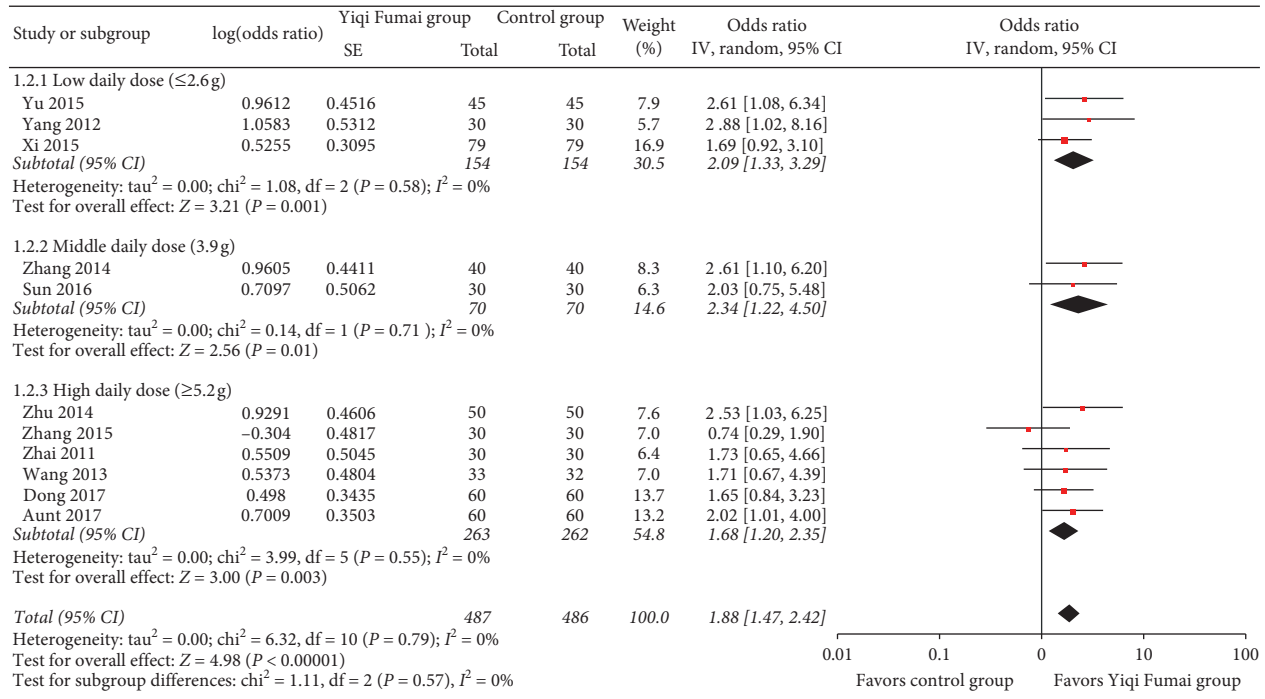 Study or subgroup log(odds ratio) Yiqi Fumai group Control group Weight (%) Odds ratio IV, random, 95% CI Odds ratio IV, random, 95% CI
SE Total Total
1.2.1 Low daily dose (≤2.6 g)
Yu 2015 0.9612 0.4516 45 45 7.9 2.61 [1.08, 6.34]
Yang 2012 1.0583 0.5312 30 30 5.7 2 .88 [1.02, 8.16]
Xi 2015 0.5255 0.3095 79 79 16.9 1.69 [0.92, 3.10]
Subtotal (95% CI) 154 154 30.5 2.09 [1.33, 3.29]
Heterogeneity: tau² = 0.00; chi² = 1.08, df = 2 (P = 0.58); I² = 0%
Test for overall effect: Z = 3.21 (P = 0.001)
1.2.2 Middle daily dose (3.9 g)
Zhang 2014 0.9605 0.4411 40 40 8.3 2.61 [1.10, 6.20]
Sun 2016 0.7097 0.5062 30 30 6.3 2.03 [0.75, 5.48]
Subtotal (95% CI) 70 70 14.6 2.34 [1.22, 4.50]
Heterogeneity: tau² = 0.00; chi² = 0.14, df = 1 (P = 0.71 ); I² = 0%
Test for overall effect: Z = 2.56 (P = 0.01)
1.2.3 High daily dose (≥5.2 g)
Zhu 2014 0.9291 0.4606 50 50 7.6 2 .53 [1.03, 6.25]
Zhang 2015 –0.304 0.4817 30 30 7.0 0.74 [0.29, 1.90]
Zhai 2011 0.5509 0.5045 30 30 6.4 1.73 [0.65, 4.66]
Wang 2013 0.5373 0.4804 33 32 7.0 1.71 [0.67, 4.39]
Dong 2017 0.498 0.3435 60 60 13.7 1.65 [0.84, 3.23]
Aunt 2017 0.7009 0.3503 60 60 13.2 2.02 [1.01, 4.00]
Subtotal (95% CI) 263 262 54.8 1.68 [1.20, 2.35]
Heterogeneity: tau² = 0.00; chi² = 3.99, df = 5 (P = 0.55); I² = 0%
Test for overall effect: Z = 3.00 (P = 0.003)
Total (95% CI) 487 486 100.0 1.88 [1.47, 2.42]
Heterogeneity: tau² = 0.00; chi² = 6.32, df = 10 (P = 0.79); I² = 0%
Test for overall effect: Z = 4.98 (P < 0.00001)
Test for subgroup differences: chi² = 1.11, df = 2 (P = 0.57), I² = 0%
0.01 0.1 0 10 100
Favors control group Favors Yiqi Fumai group